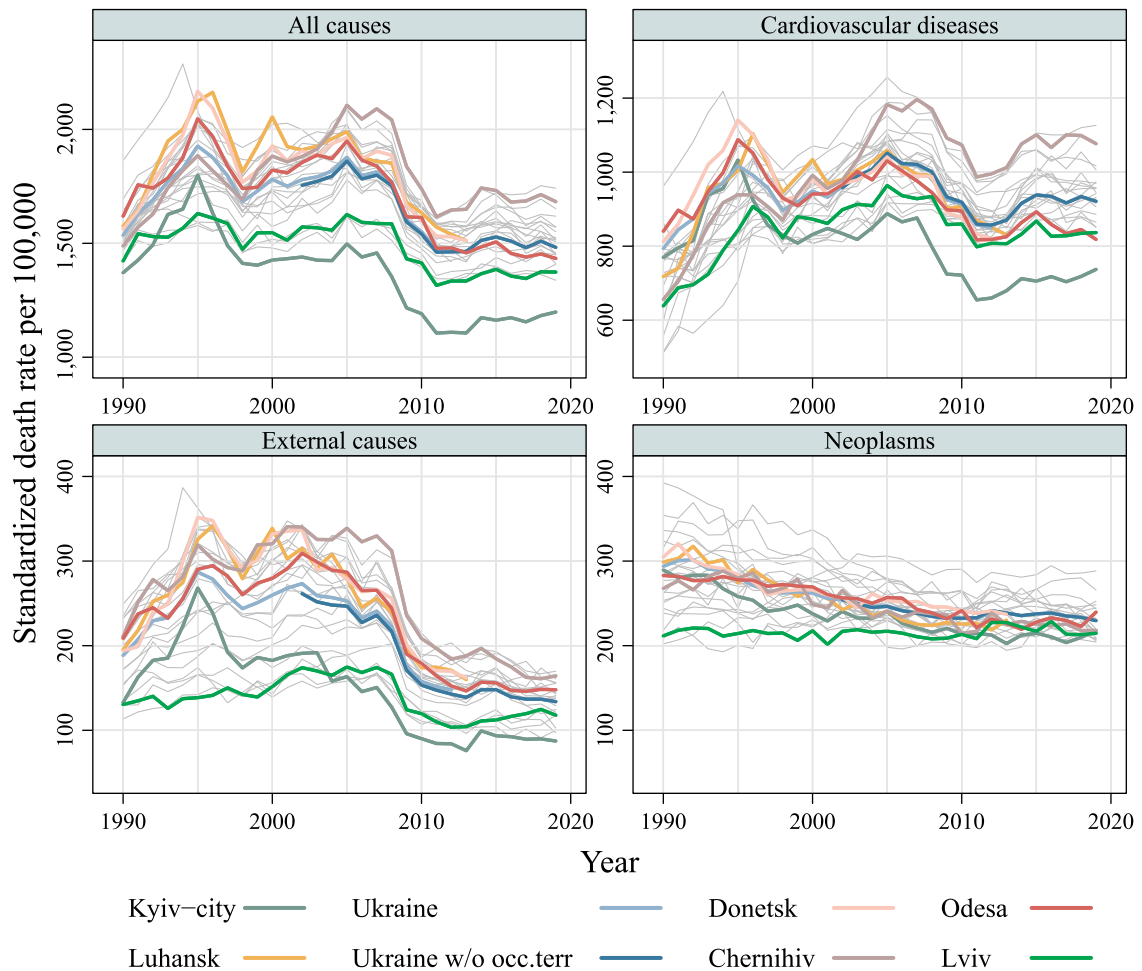 All causes
Cardiovascular diseases
Standardized death rate per 100,000
2,000
1,500
1,000
1,200
1,000
800
600
1990 2000 2010 2020
1990 2000 2010 2020
External causes
Neoplasms
400
300
200
100
400
300
200
100
1990 2000 2010 2020
1990 2000 2010 2020
Year
Kyiv−city Ukraine Donetsk Odesa
Luhansk Ukraine w/o occ.terr Chernihiv Lviv